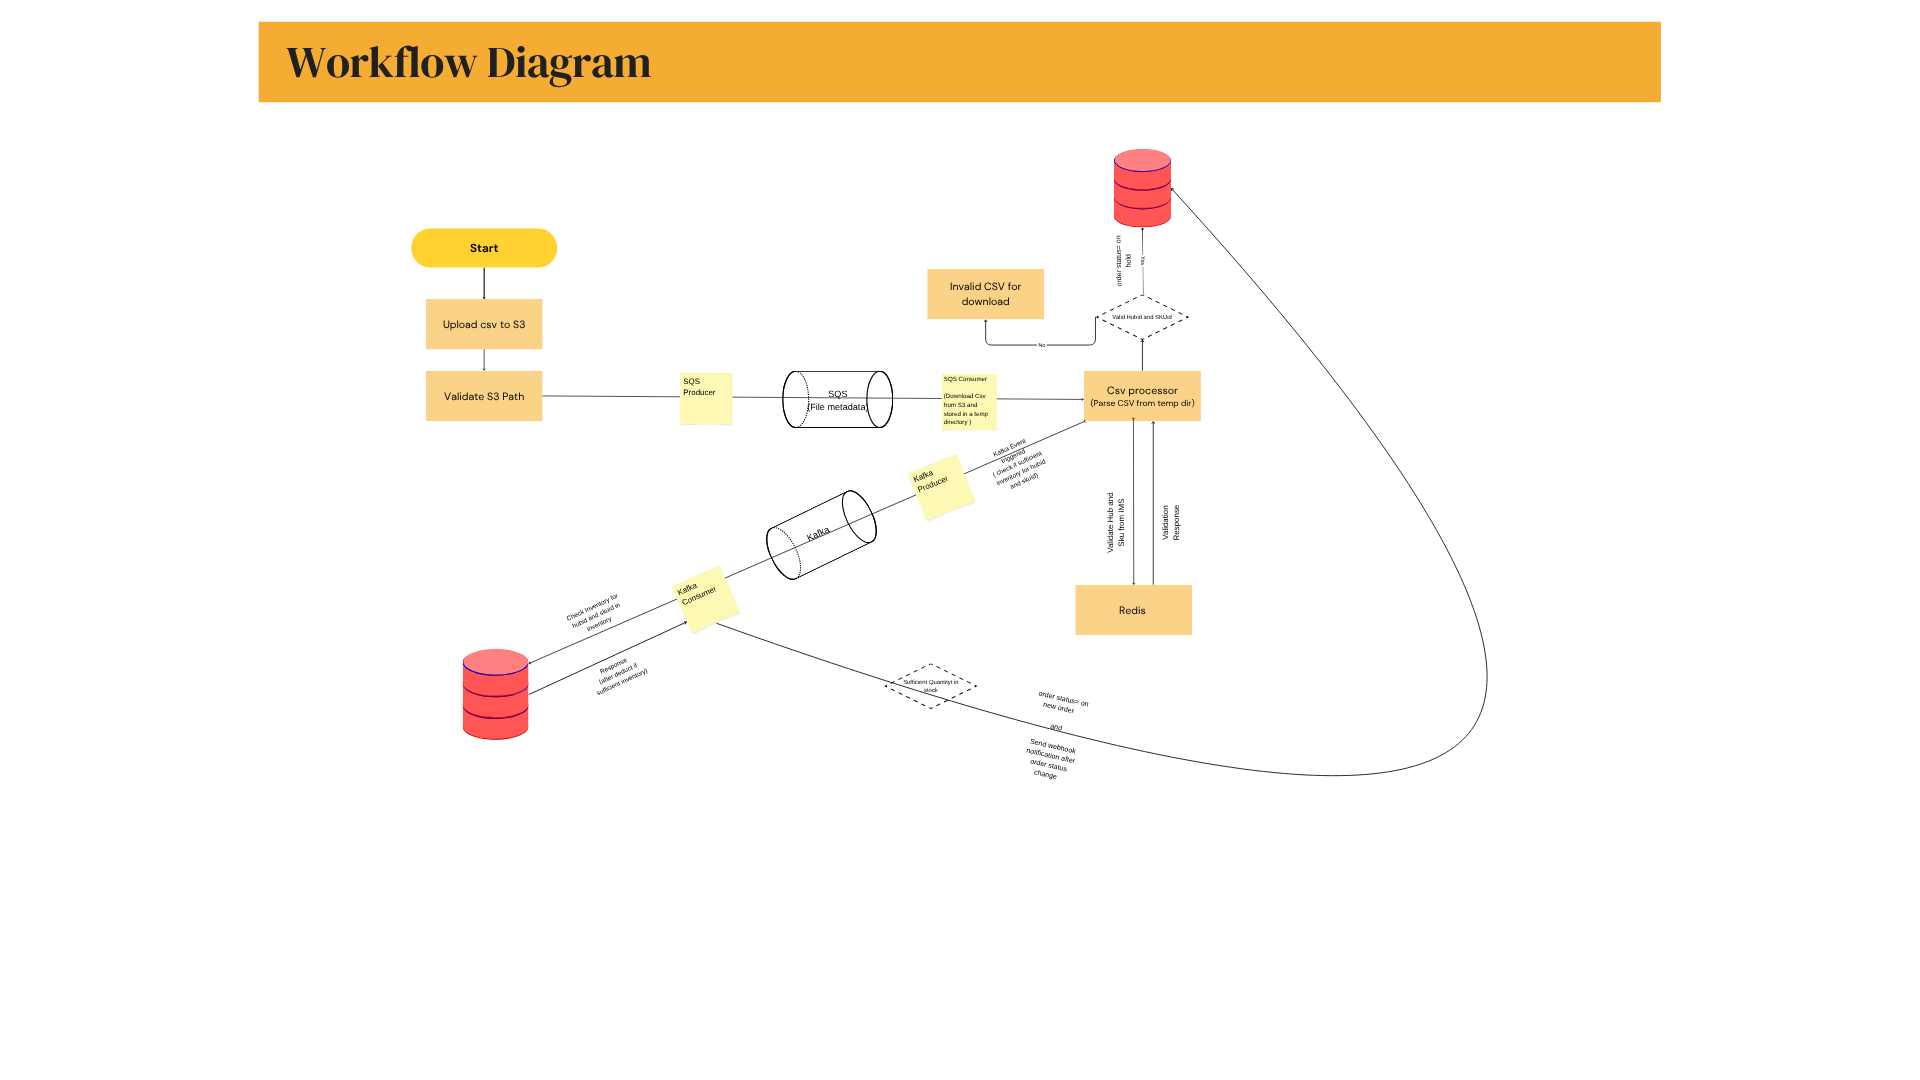 Workflow Diagram
Start
Upload csv to S3
Validate S3 Path
SQS
Producer
SQS
(File metadata)
SQS Consumer
(Download Csv
from S3 and
stored in a temp
directory )
Csv processor
(Parse CSV from temp dir)
Invalid CSV for
download
No
Valid Hubid and SKUid
Yes
order status= on
hold
Kafka Event
triggered
( check if sufficient
inventory for hubid
and skuid)
Kafka
Producer
Kafka
Kafka
Consumer
Check Inventory for
hubid and skuid in
inventory
Response
(after deduct if
sufficient inventory)
Validate Hub and
Sku from IMS
Validation
Response
Redis
Sufficient Quantityt in
stock
order status= on
new order
and
Send webhook
notification after
order status
change